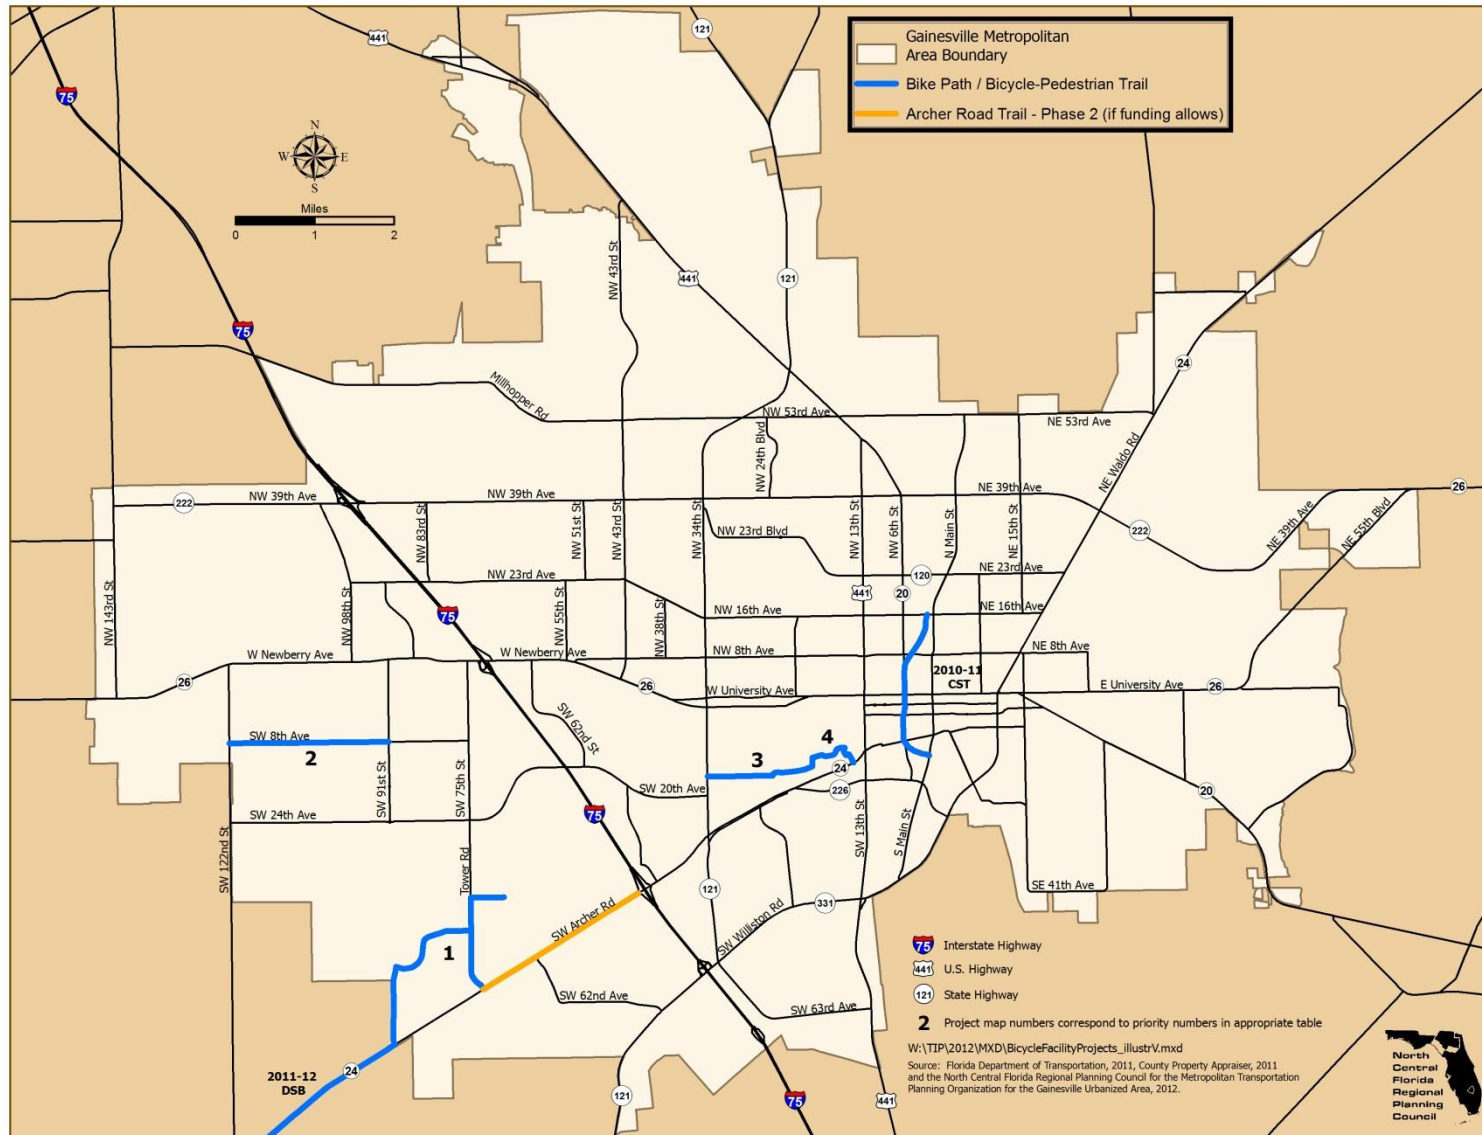 Gainesville Metropolitan
Area Boundary
Bike Path / Bicycle-Pedestrian Trail
Archer Road Trail - Phase 2 (if funding allows)
441
121
75
N
W
E
S
Miles
0
1
2
NW 43rd St
441
121
75
24
Millhopper Rd
NW 53rd Ave
NE 53rd Ave
NW 24th Blvd
NE Waldo Rd
26
222
NW 39th Ave
NW 39th Ave
NE 39th Ave
NW 83rd St
NW 51st St
NW 43rd St
NW 34th St
NW 23rd Blvd
NW 13th St
NW 6th St
N Main St
NE 15th St
222
NE 39th Ave
NE 55th Blvd
NW 23rd Ave
120
NE 23rd Ave
NW 143rd St
NW 98th St
75
NW 55th St
NW 38th St
NW 16th Ave
441
20
NE 16th Ave
W Newberry Ave
W Newberry Ave
NW 8th Ave
NE 8th Ave
2010-11
CST
26
26
W University Ave
E University Ave
26
SW 62nd St
SW 8th Ave
2
SW 91st St
SW 75th St
3
4
24
226
SW 20th Ave
20
SW 24th Ave
75
SW 122nd St
Tower Rd
SW 13th St
S Main St
SE 41th Ave
121
331
SW Archer Rd
SW Williston Rd
1
SW 62nd Ave
SW 63rd Ave
2011-12
DSB
24
121
75
441
75
Interstate Highway
441
U.S. Highway
121
State Highway
2
Project map numbers correspond to priority numbers in appropriate table
W:\TIP\2012\MXD\BicycleFacilityProjects_illustrV.mxd
Source: Florida Department of Transportation, 2011, County Property Appraiser, 2011
and the North Central Florida Regional Planning Council for the Metropolitan Transportation
Planning Organization for the Gainesville Urbanized Area, 2012.
North
Central
Florida
Regional
Planning
Council